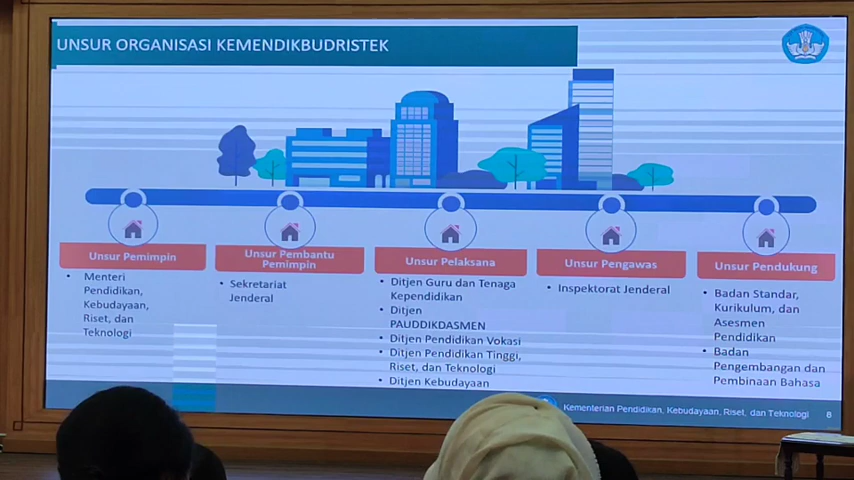 UNSUR ORGANISASI KEMENDIKBUDRISTEK
Unsur Pemimpin
• Menteri
Pendidikan,
Kebudayaan,
Riset, dan
Teknologi
Unsur Pembantu
Pemimpin
• Sekretariat
Jenderal
Unsur Pelaksana
• Ditjen Guru dan Tenaga
Kependidikan
• Ditjen
PAUDDIKDASMEN
• Ditjen Pendidikan Vokasi
• Ditjen Pendidikan Tinggi,
Riset, dan Teknologi
• Ditjen Kebudayaan
Unsur Pengawas
• Inspektorat Jenderal
Unsur Pendukung
• Badan Standar,
Kurikulum, dan
Asesmen
Pendidikan
• Badan
Pengembangan dan
Pembinaan Bahasa
Kementerian Pendidikan, Kebudayaan, Riset, dan Teknologi 8